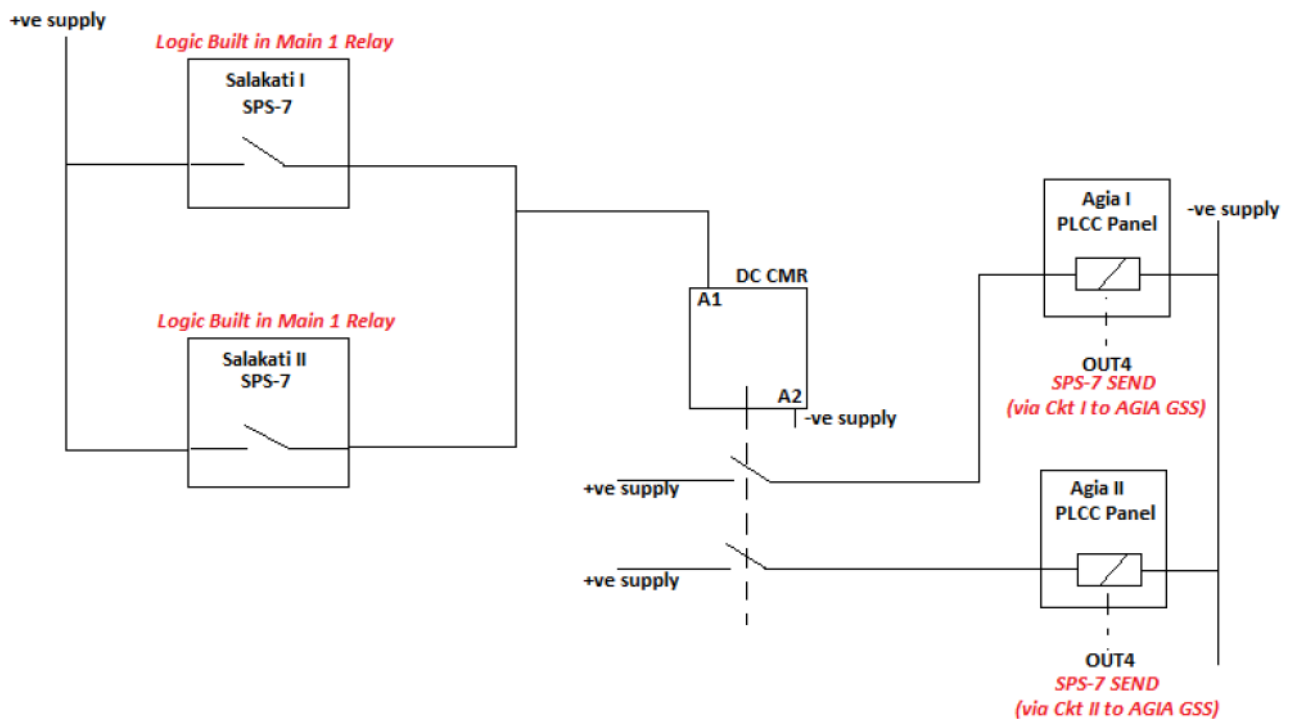 +ve supply
Logic Built in Main 1 Relay
Salakati I
SPS-7
Logic Built in Main 1 Relay
Salakati II
SPS-7
DC CMR
A1
A2
-ve supply
+ve supply
+ve supply
Agia I
PLCC Panel
-ve supply
OUT4
SPS-7 SEND
(via Ckt I to AGIA GSS)
Agia II
PLCC Panel
OUT4
SPS-7 SEND
(via Ckt II to AGIA GSS)